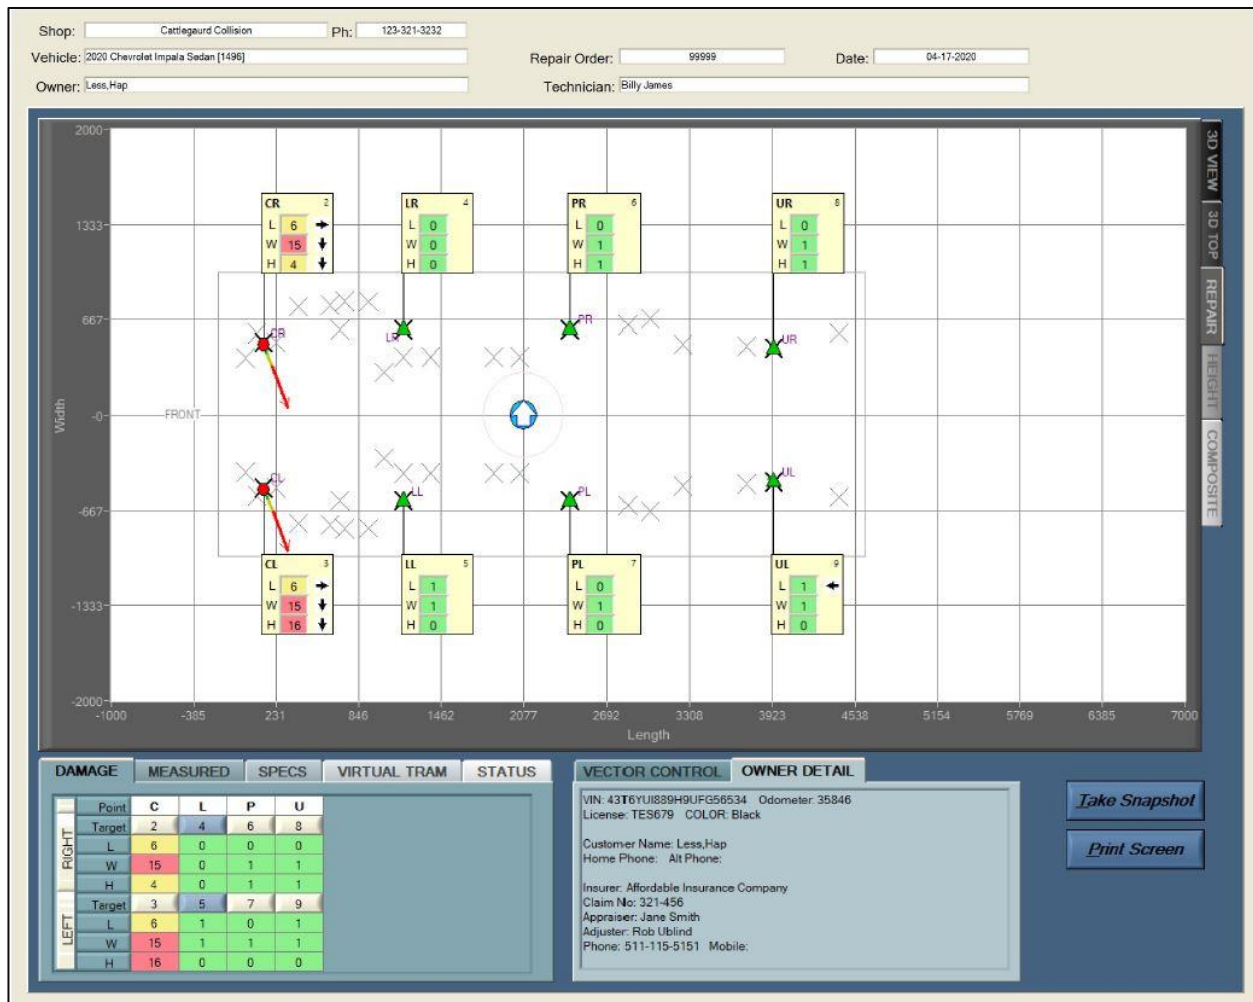 Shop: Cattlegaurd Collision Ph: 123-321-3232
Vehicle: 2020 Chevrolet Impala Sedan [1496] Repair Order: 99999 Date: 04-17-2020
Owner: Less,Hap Technician: Billy James
2000
CR 2 LR 4 PR 6 UR 8
1333
L 6 L 0 L 0 L 0
W 15 W 0 W 1 W 1
H 4 H 0 H 1 H 1
667
CR LR PR UR
-0 FRONT
Width
CL LL PL UL
-667
CL 3 LL 5 PL 7 UL 9
L 6 L 1 L 0 L 1
-1333
W 15 W 1 W 1 W 1
H 16 H 0 H 0 H 0
-2000
-1000 -385 231 846 1462 2077 2692 3308 3923 4538 5154 5769 6385 7000
Length
3D VIEW
3D TOP
REPAIR
HEIGHT
COMPOSITE
DAMAGE MEASURED SPECS VIRTUAL TRAM STATUS
Point C L P U
RIGHT
Target 2 4 6 8
L 6 0 0 0
W 15 0 1 1
H 4 0 1 1
LEFT
Target 3 5 7 9
L 6 1 0 1
W 15 1 1 1
H 16 0 0 0
VECTOR CONTROL OWNER DETAIL
VIN: 43T6YUI889H9UFG56534 Odometer: 35846
License: TES679 COLOR: Black
Customer Name: Less,Hap
Home Phone: Alt Phone:
Insurer: Affordable Insurance Company
Claim No: 321-456
Appraiser: Jane Smith
Adjuster: Rob Ublind
Phone: 511-115-5151 Mobile:
Take Snapshot
Print Screen